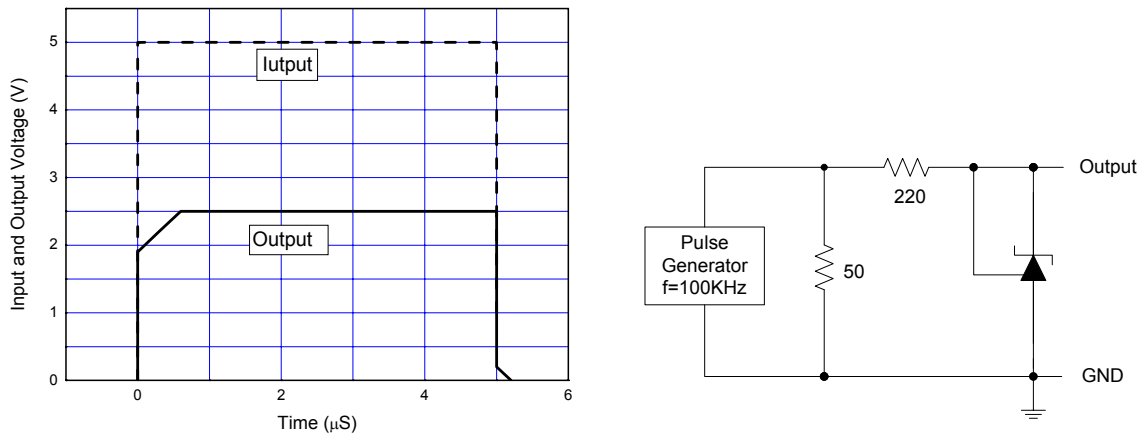 Input and Output Voltage (V)
5
4
3
2
1
0
Iutput
Output
0
2
4
6
Time (μS)
Pulse
Generator
f=100KHz
50
220
Output
GND